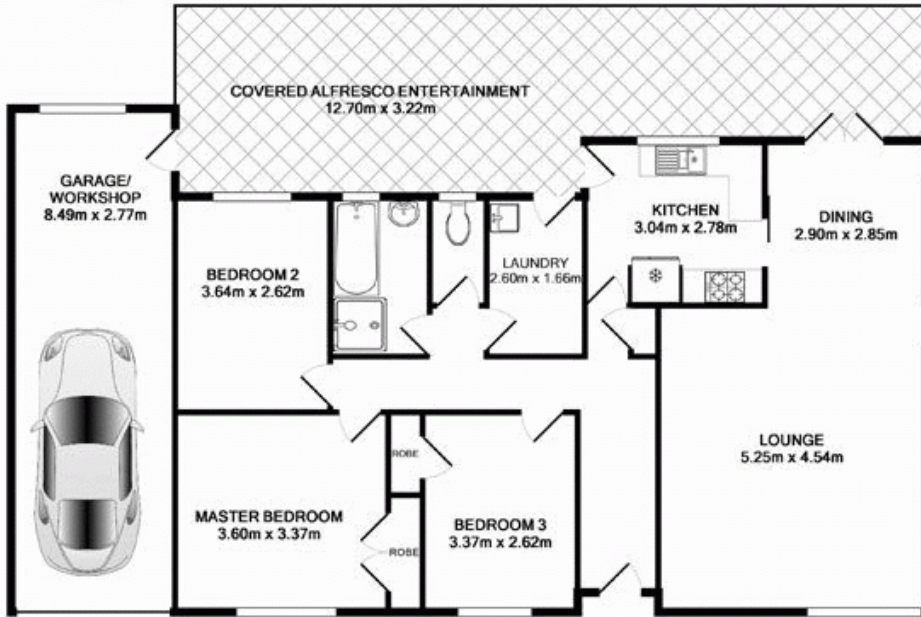 COVERED ALFRESCO ENTERTAINMENT
12.70m x 3.22m
GARAGE/
WORKSHOP
8.49m x 2.77m
KITCHEN
3.04m x 2.78m
DINING
2.90m x 2.85m
BEDROOM 2
3.64m x 2.62m
LAUNDRY
2.60m x 1.66m
LOUNGE
5.25m x 4.54m
ROBE
MASTER BEDROOM
3.60m x 3.37m
BEDROOM 3
3.37m x 2.62m
ROBE